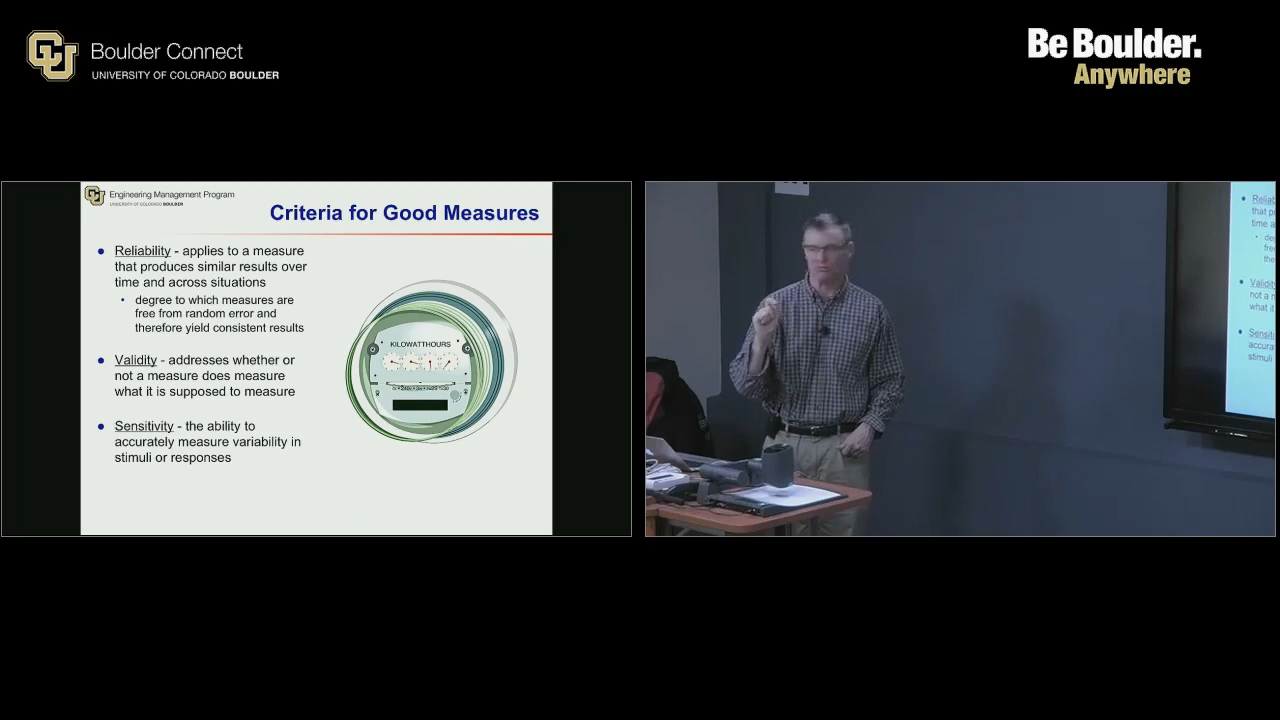 Boulder Connect
UNIVERSITY OF COLORADO BOULDER
Be Boulder.
Anywhere
Engineering Management Program
UNIVERSITY OF COLORADO BOULDER
Criteria for Good Measures
• Reliability - applies to a measure
that produces similar results over
time and across situations
• degree to which measures are
free from random error and
therefore yield consistent results
• Validity - addresses whether or
not a measure does measure
what it is supposed to measure
• Sensitivity - the ability to
accurately measure variability in
stimuli or responses
KILOWATTHOURS